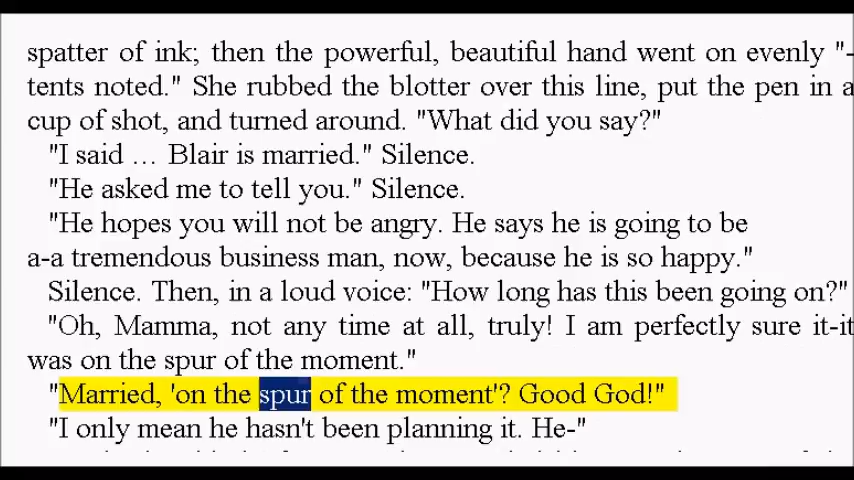 spatter of ink; then the powerful, beautiful hand went on evenly "-
tents noted." She rubbed the blotter over this line, put the pen in a
cup of shot, and turned around. "What did you say?"
"I said … Blair is married." Silence.
"He asked me to tell you." Silence.
"He hopes you will not be angry. He says he is going to be
a-a tremendous business man, now, because he is so happy."
Silence. Then, in a loud voice: "How long has this been going on?"
"Oh, Mamma, not any time at all, truly! I am perfectly sure it-it
was on the spur of the moment."
"Married, 'on the spur of the moment'? Good God!"
"I only mean he hasn't been planning it. He-"